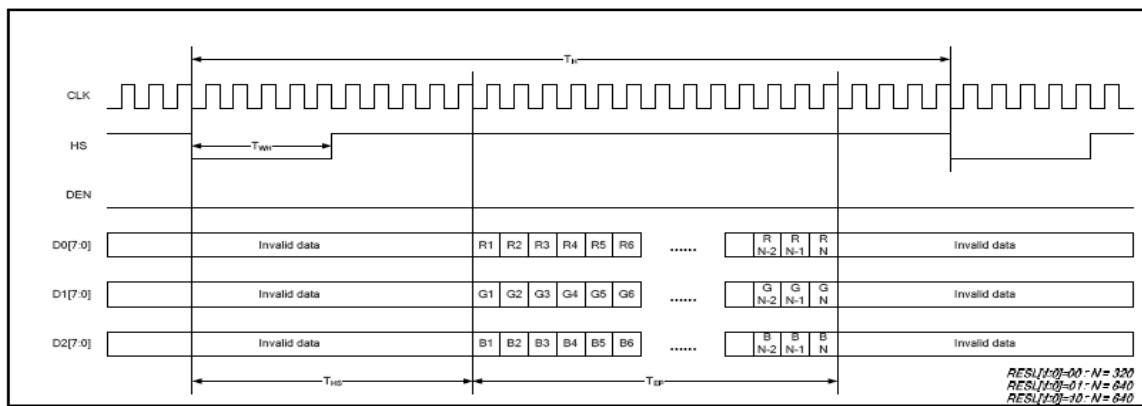 TH
CLK
HS
TWH
DEN
D0[7:0] Invalid data R1 R2 R3 R4 R5 R6 ...... R N-2 R N-1 R N Invalid data
D1[7:0] Invalid data G1 G2 G3 G4 G5 G6 ...... G N-2 G N-1 G N Invalid data
D2[7:0] Invalid data B1 B2 B3 B4 B5 B6 ...... B N-2 B N-1 B N Invalid data
THS TEP
RESL[1:0]=00 : N = 320
RESL[1:0]=01 : N = 640
RESL[1:0]=10 : N = 640